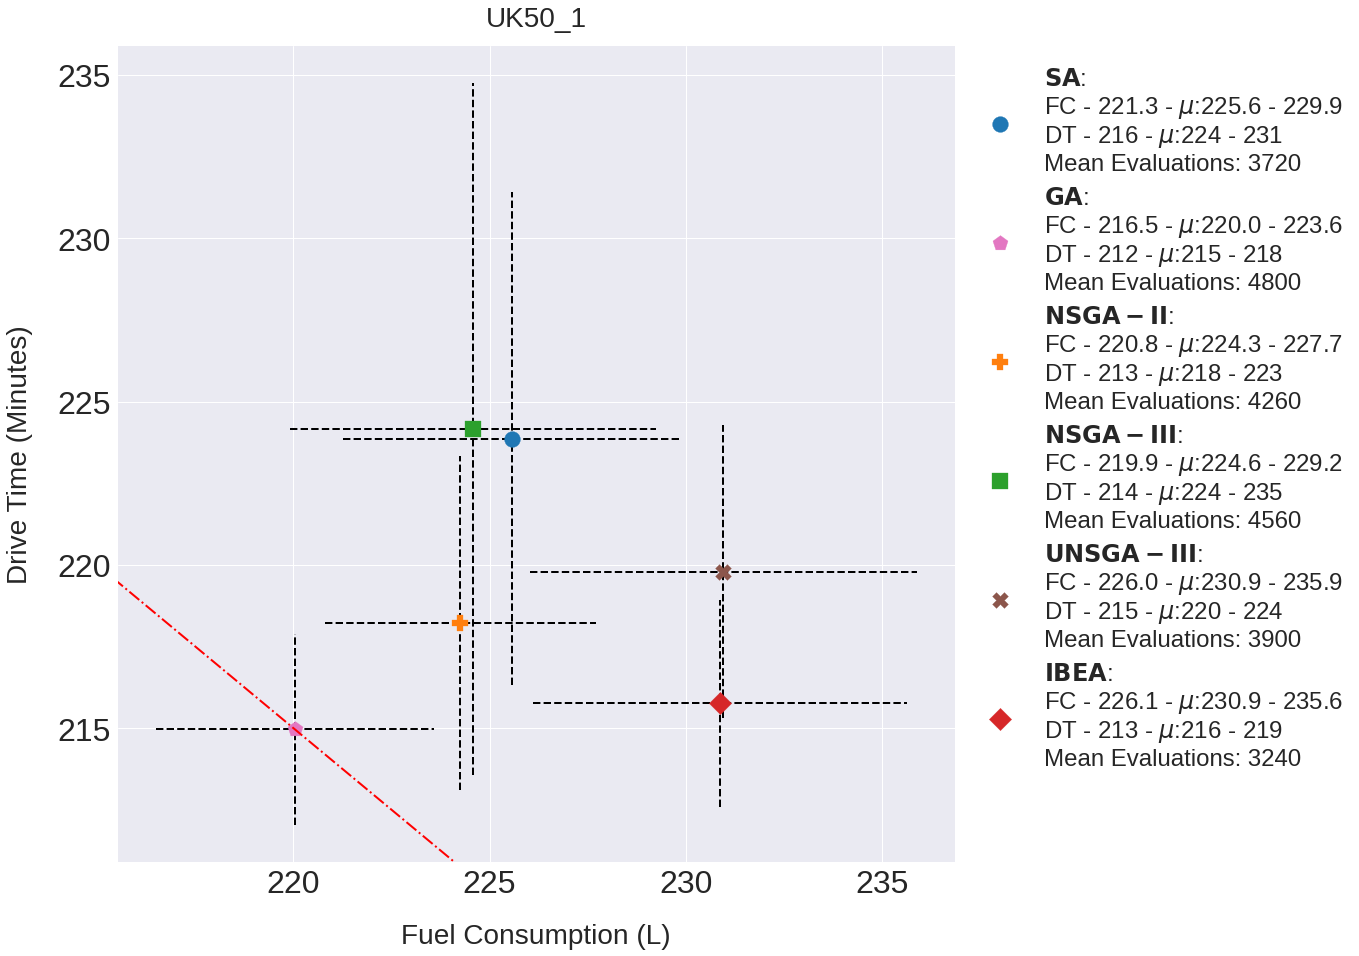 UK50_1
235
230
225
220
215
Drive Time (Minutes)
220
225
230
235
Fuel Consumption (L)
SA:
FC - 221.3 - μ:225.6 - 229.9
DT - 216 - μ:224 - 231
Mean Evaluations: 3720
GA:
FC - 216.5 - μ:220.0 - 223.6
DT - 212 - μ:215 - 218
Mean Evaluations: 4800
NSGA – II:
FC - 220.8 - μ:224.3 - 227.7
DT - 213 - μ:218 - 223
Mean Evaluations: 4260
NSGA – III:
FC - 219.9 - μ:224.6 - 229.2
DT - 214 - μ:224 - 235
Mean Evaluations: 4560
UNSGA – III:
FC - 226.0 - μ:230.9 - 235.9
DT - 215 - μ:220 - 224
Mean Evaluations: 3900
IBEA:
FC - 226.1 - μ:230.9 - 235.6
DT - 213 - μ:216 - 219
Mean Evaluations: 3240